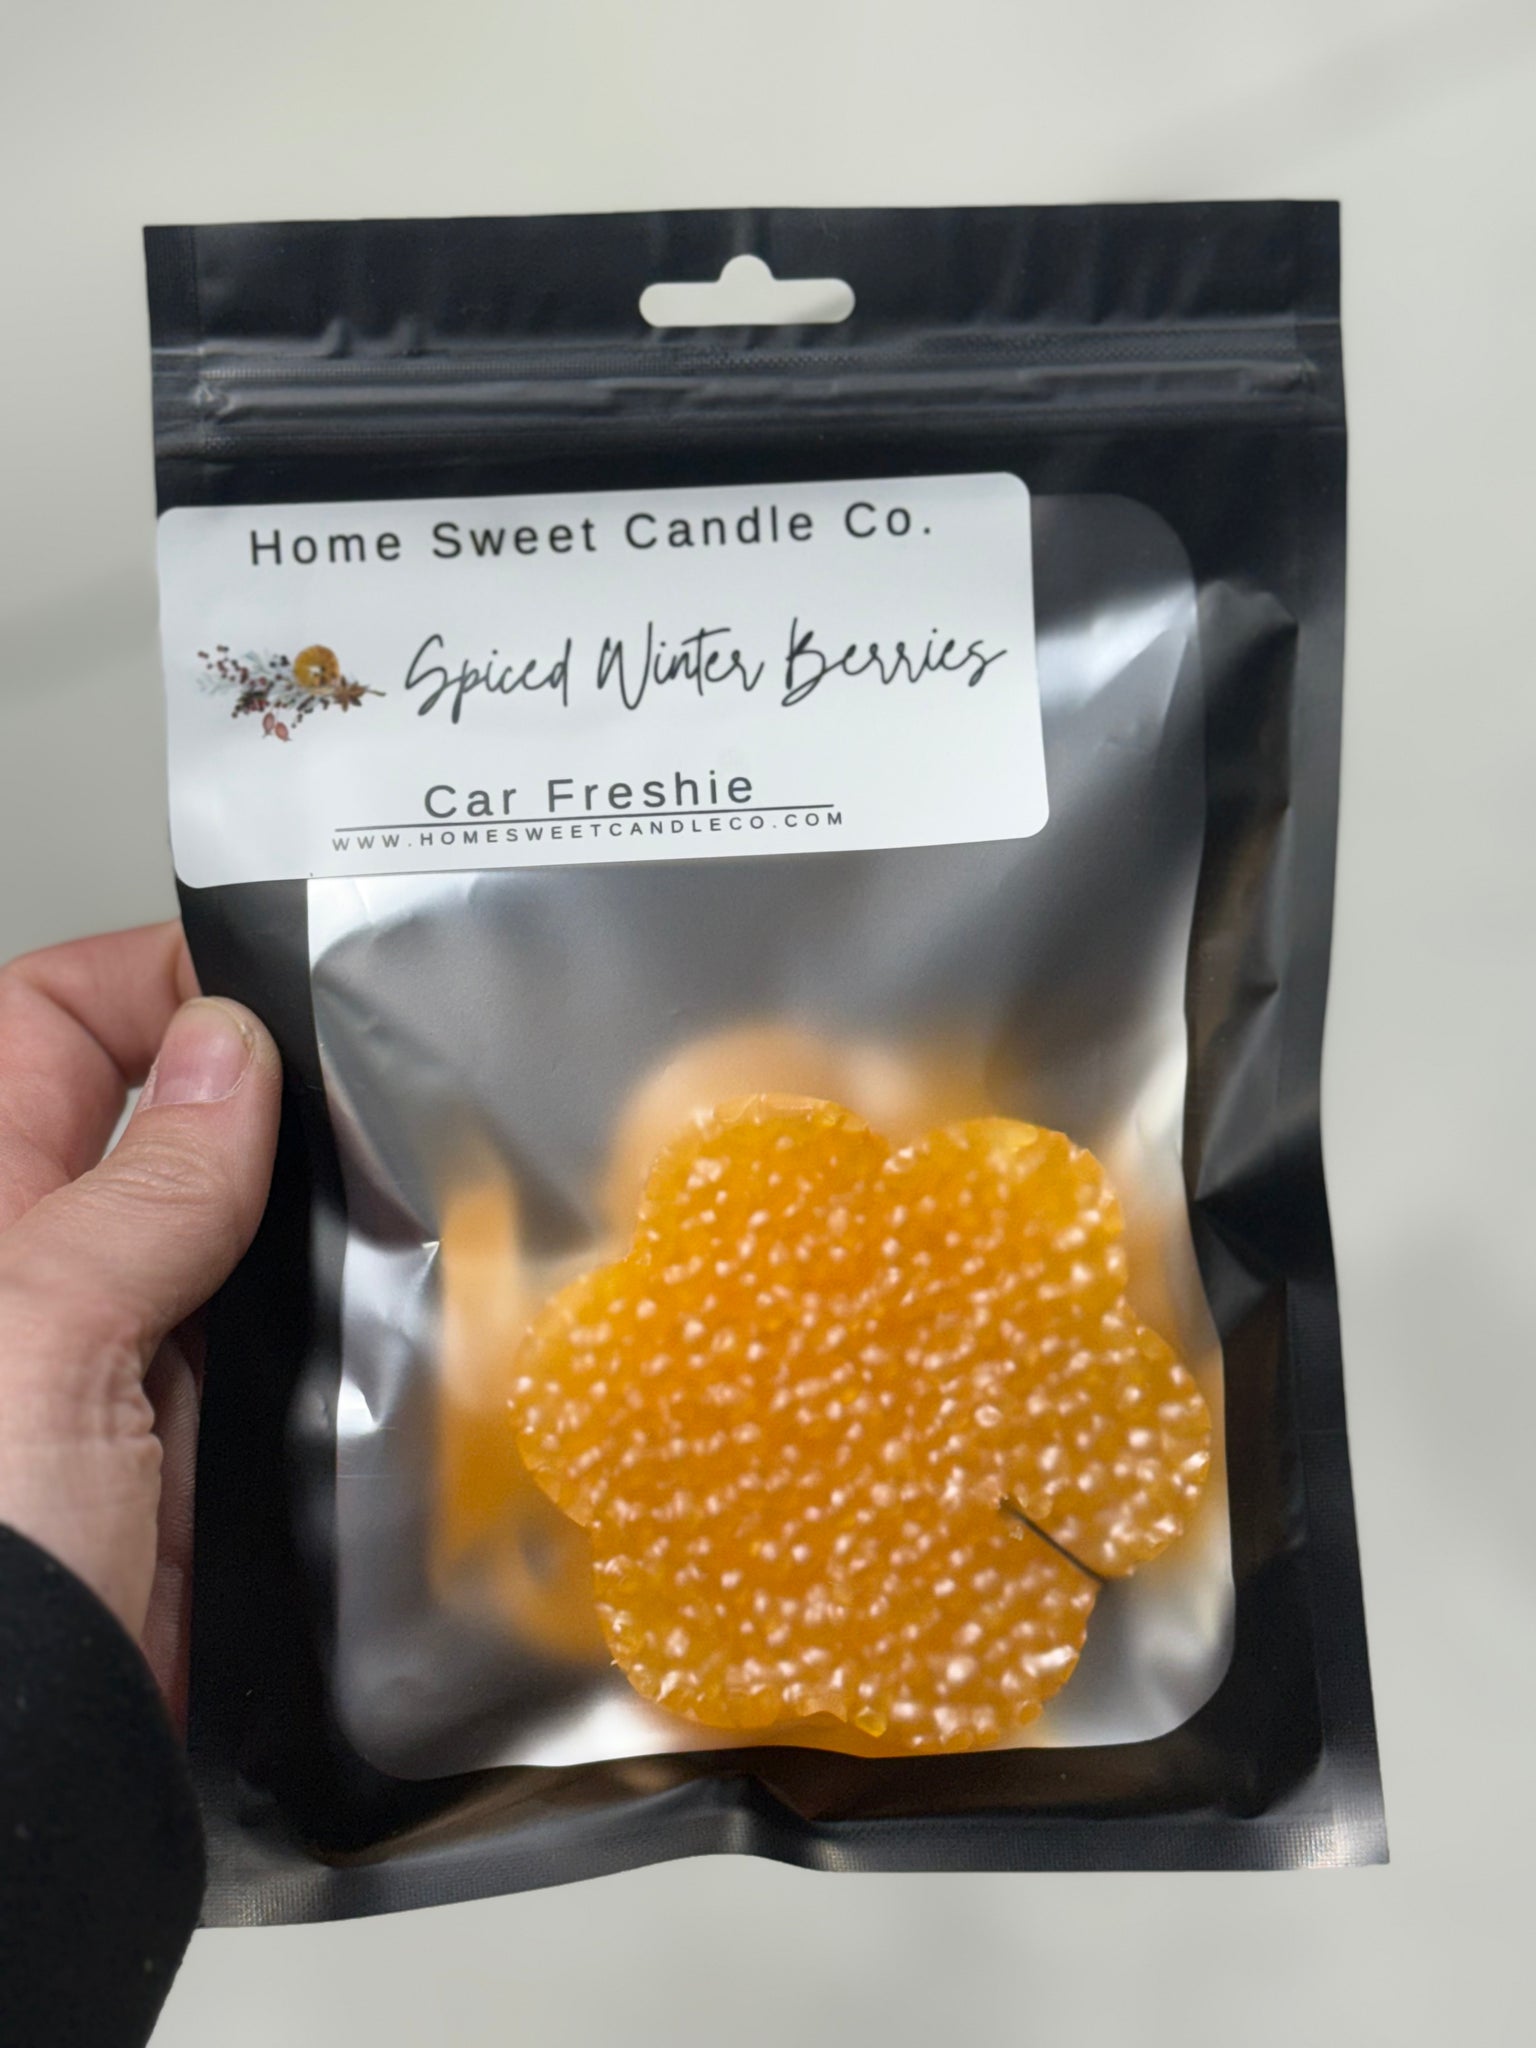 Home Sweet Candle Co.
Spiced Winter Berries
Car Freshie
WWW.HOMESWEETCANDLECO.COM